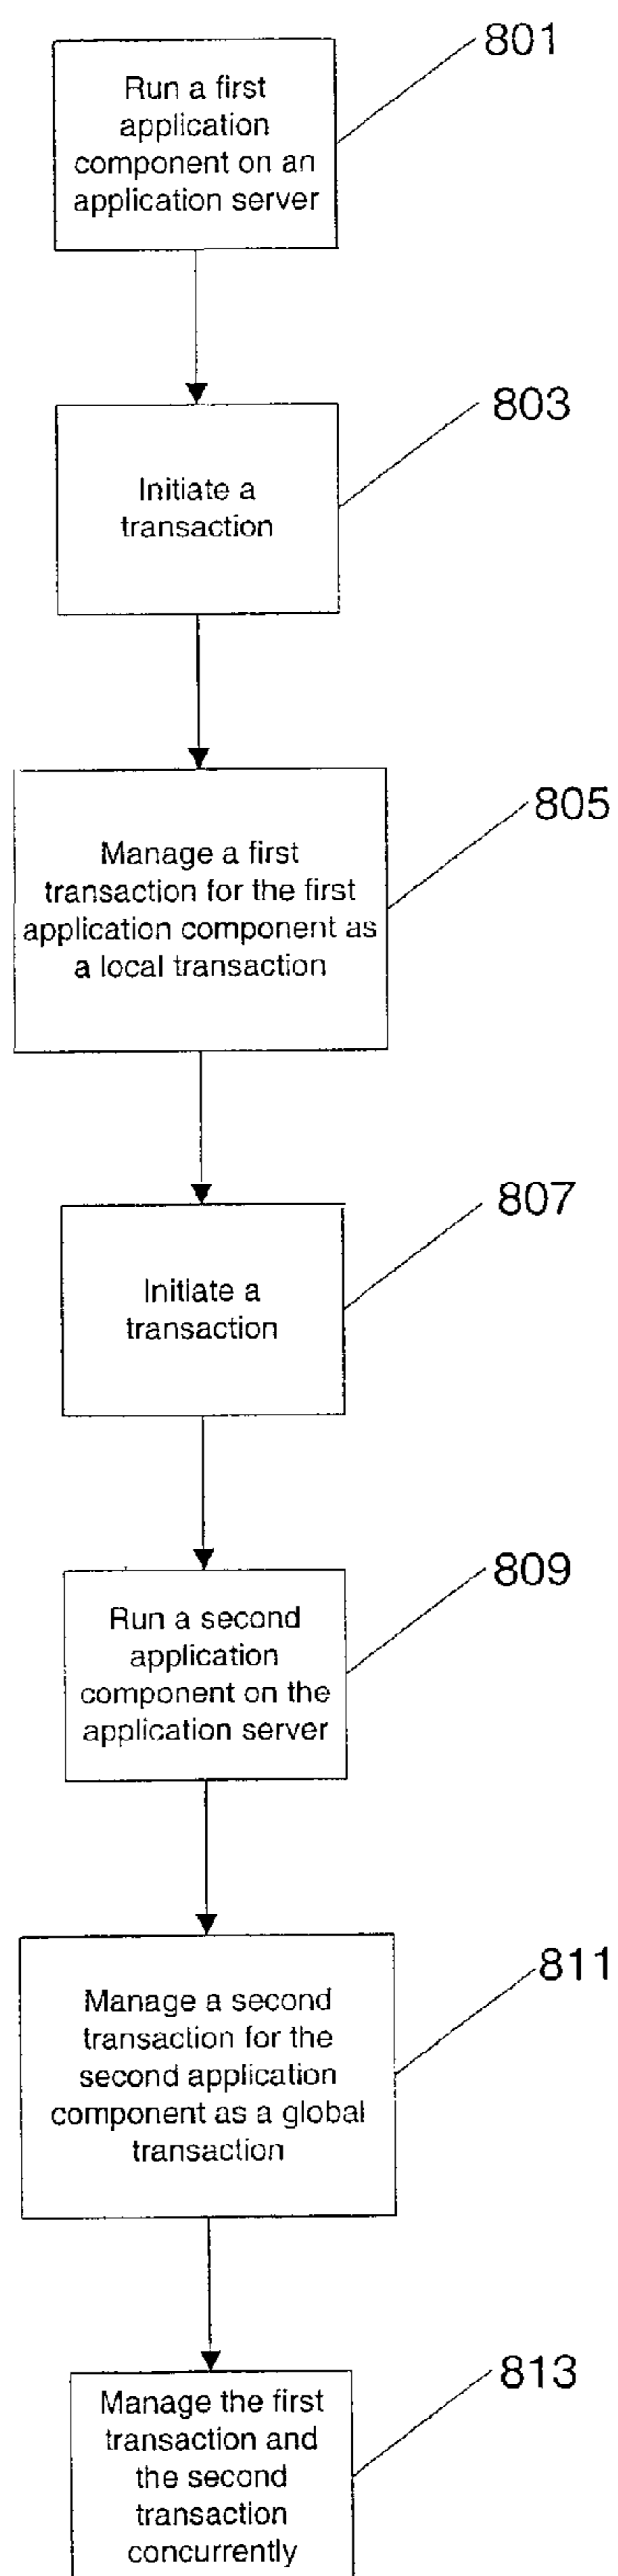 801
Run a first
application
component on an
application server
803
Initiate a
transaction
805
Manage a first
transaction for the first
application component as
a local transaction
807
Initiate a
transaction
809
Run a second
application
component on the
application server
811
Manage a second
transaction for the
second application
component as a global
transaction
813
Manage the first
transaction and
the second
transaction
concurrently